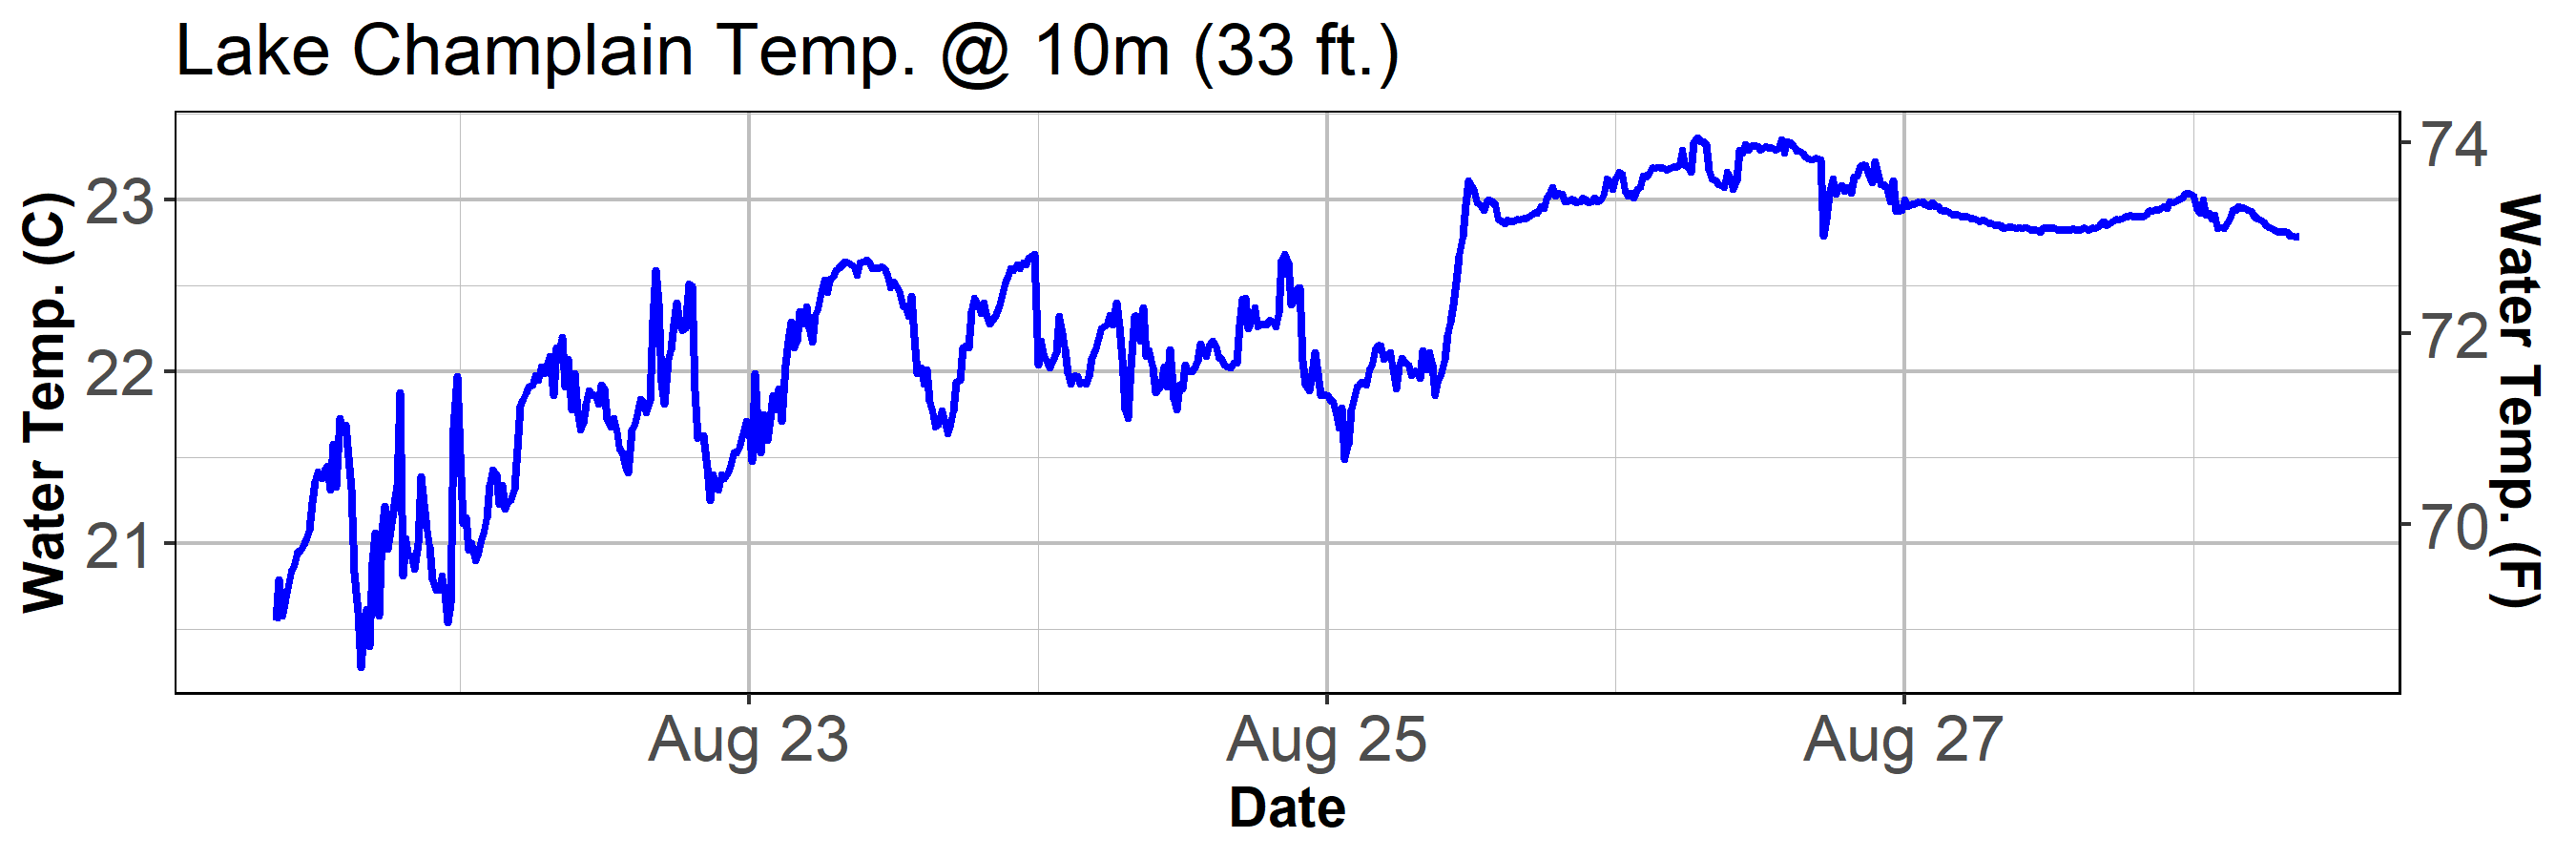 Lake Champlain Temp. @ 10m (33 ft.)
Water Temp. (C)
23
22
21
74
72
70
Water Temp. (F)
Aug 23
Aug 25
Aug 27
Date